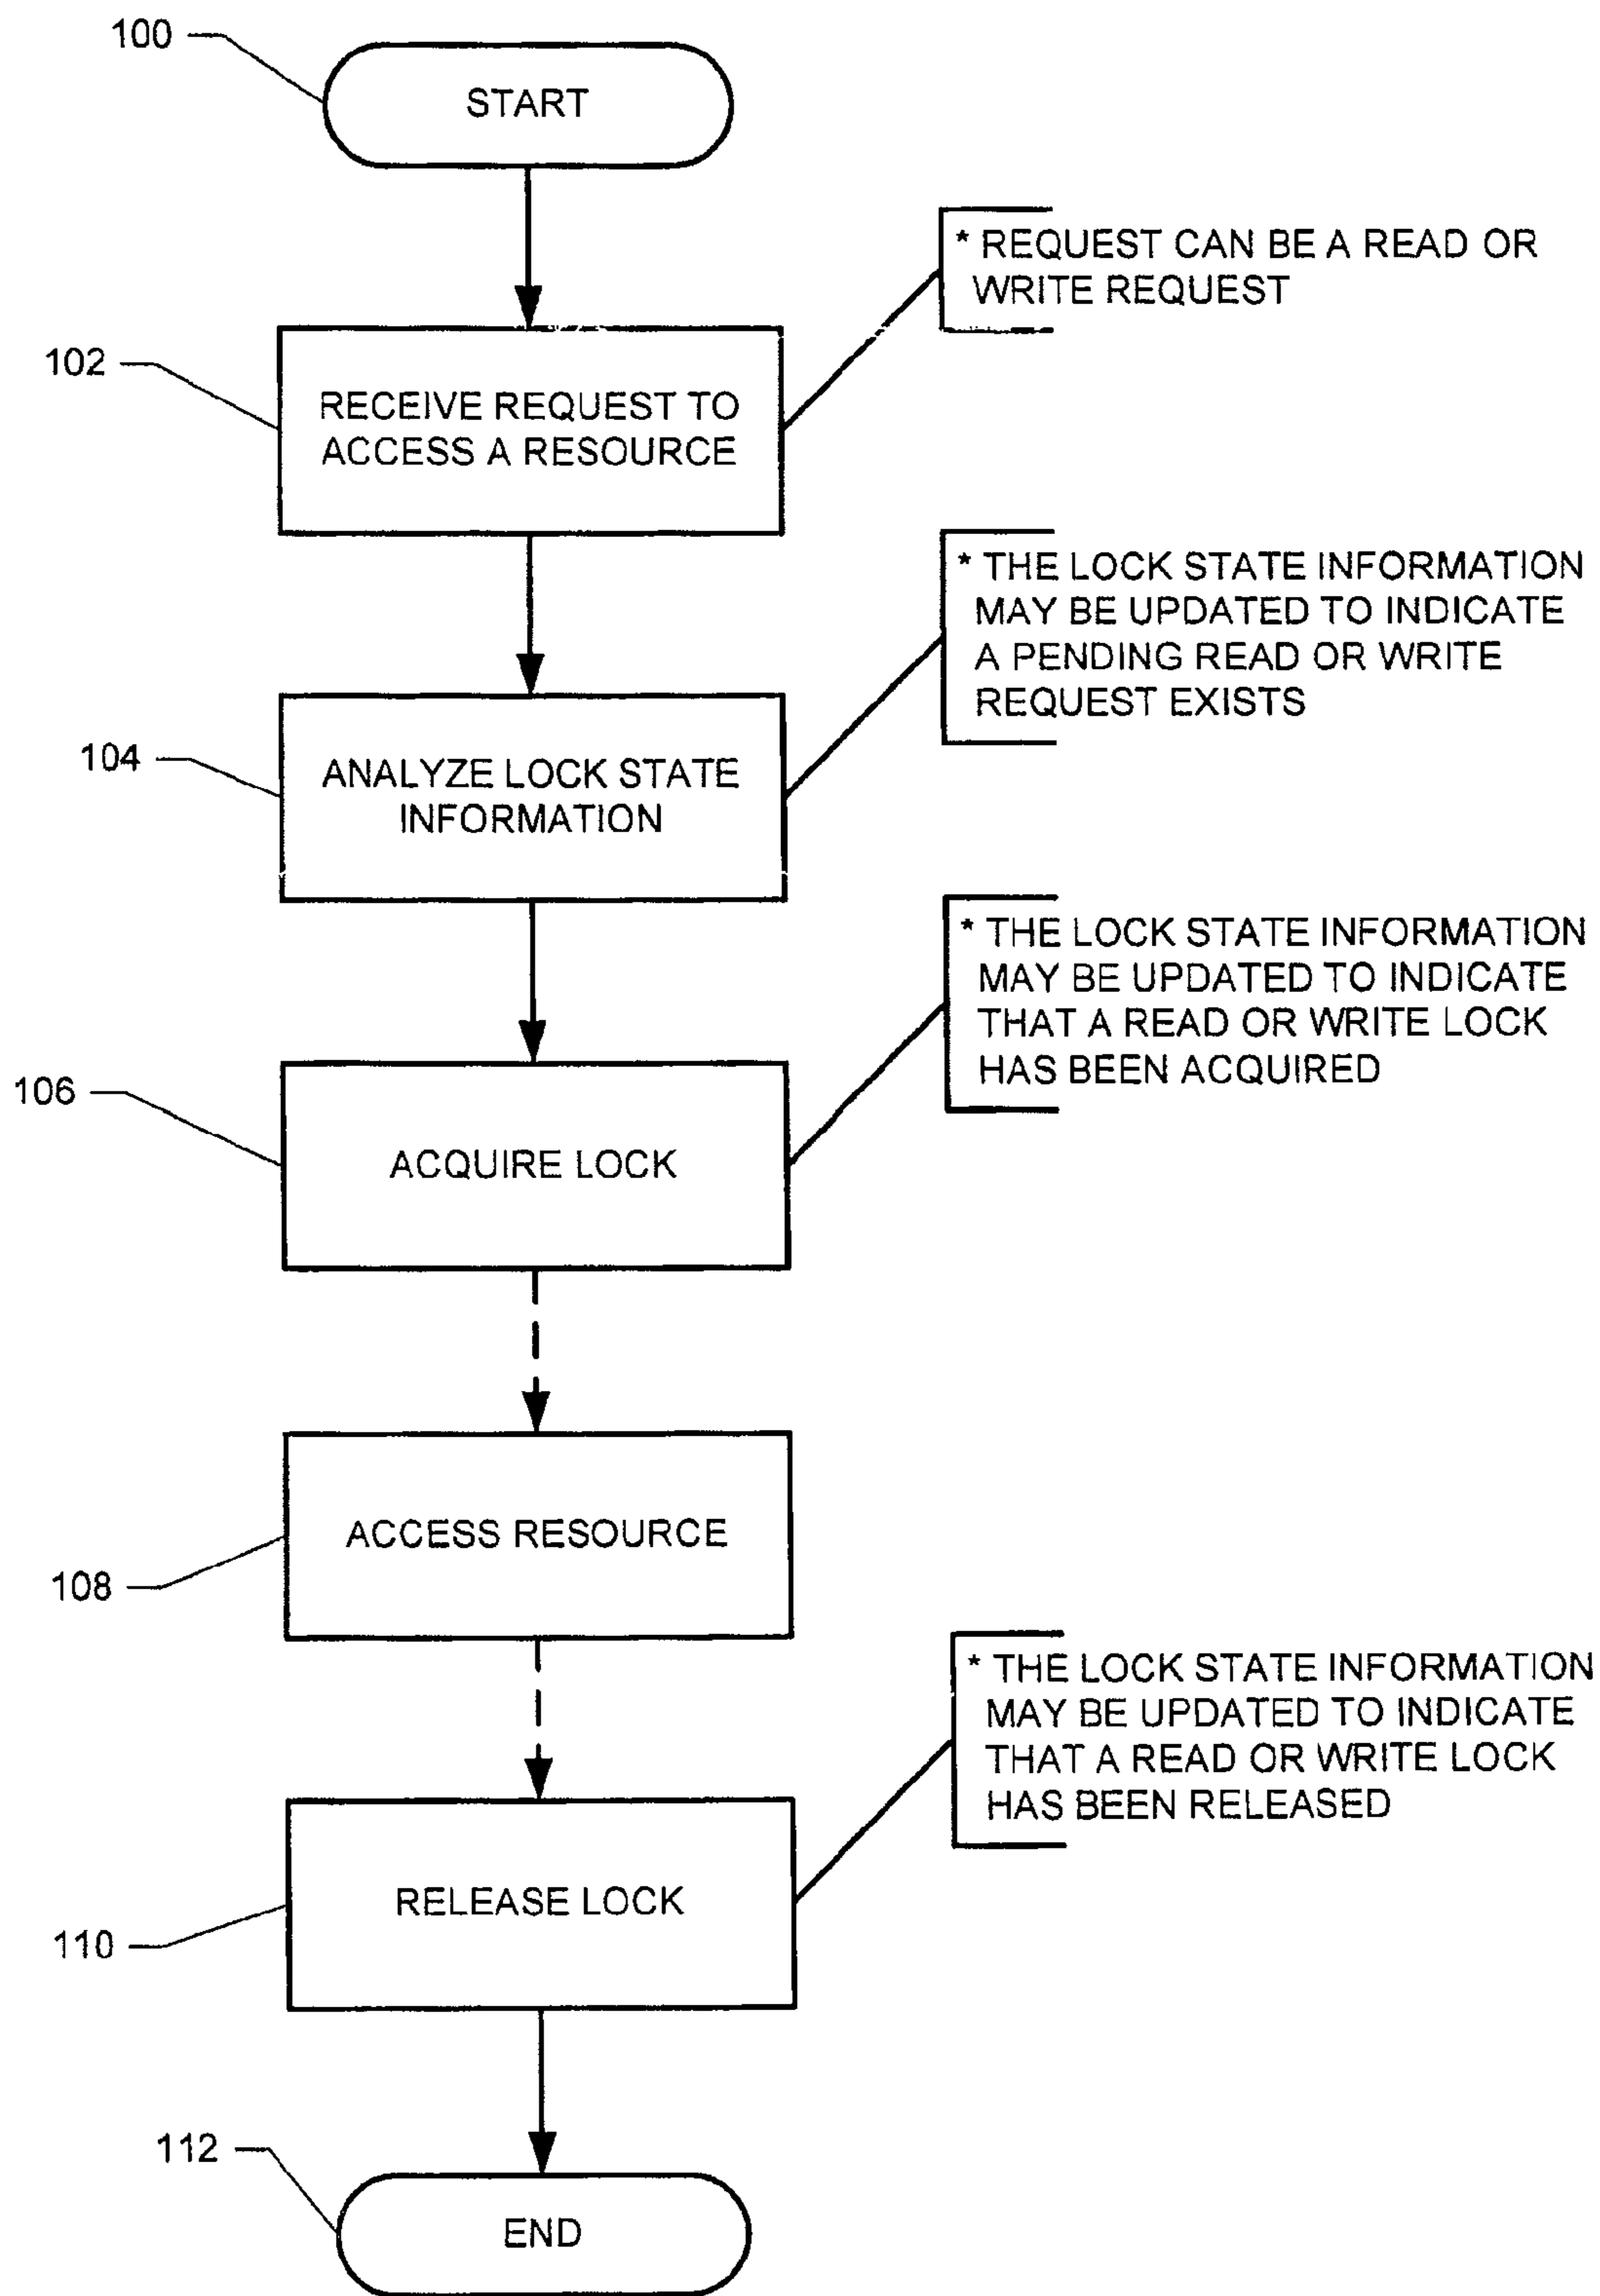 100
START
* REQUEST CAN BE A READ OR
WRITE REQUEST
102
RECEIVE REQUEST TO
ACCESS A RESOURCE
* THE LOCK STATE INFORMATION
MAY BE UPDATED TO INDICATE
A PENDING READ OR WRITE
REQUEST EXISTS
104
ANALYZE LOCK STATE
INFORMATION
* THE LOCK STATE INFORMATION
MAY BE UPDATED TO INDICATE
THAT A READ OR WRITE LOCK
HAS BEEN ACQUIRED
106
ACQUIRE LOCK
ACCESS RESOURCE
108
* THE LOCK STATE INFORMATION
MAY BE UPDATED TO INDICATE
THAT A READ OR WRITE LOCK
HAS BEEN RELEASED
RELEASE LOCK
110
112
END